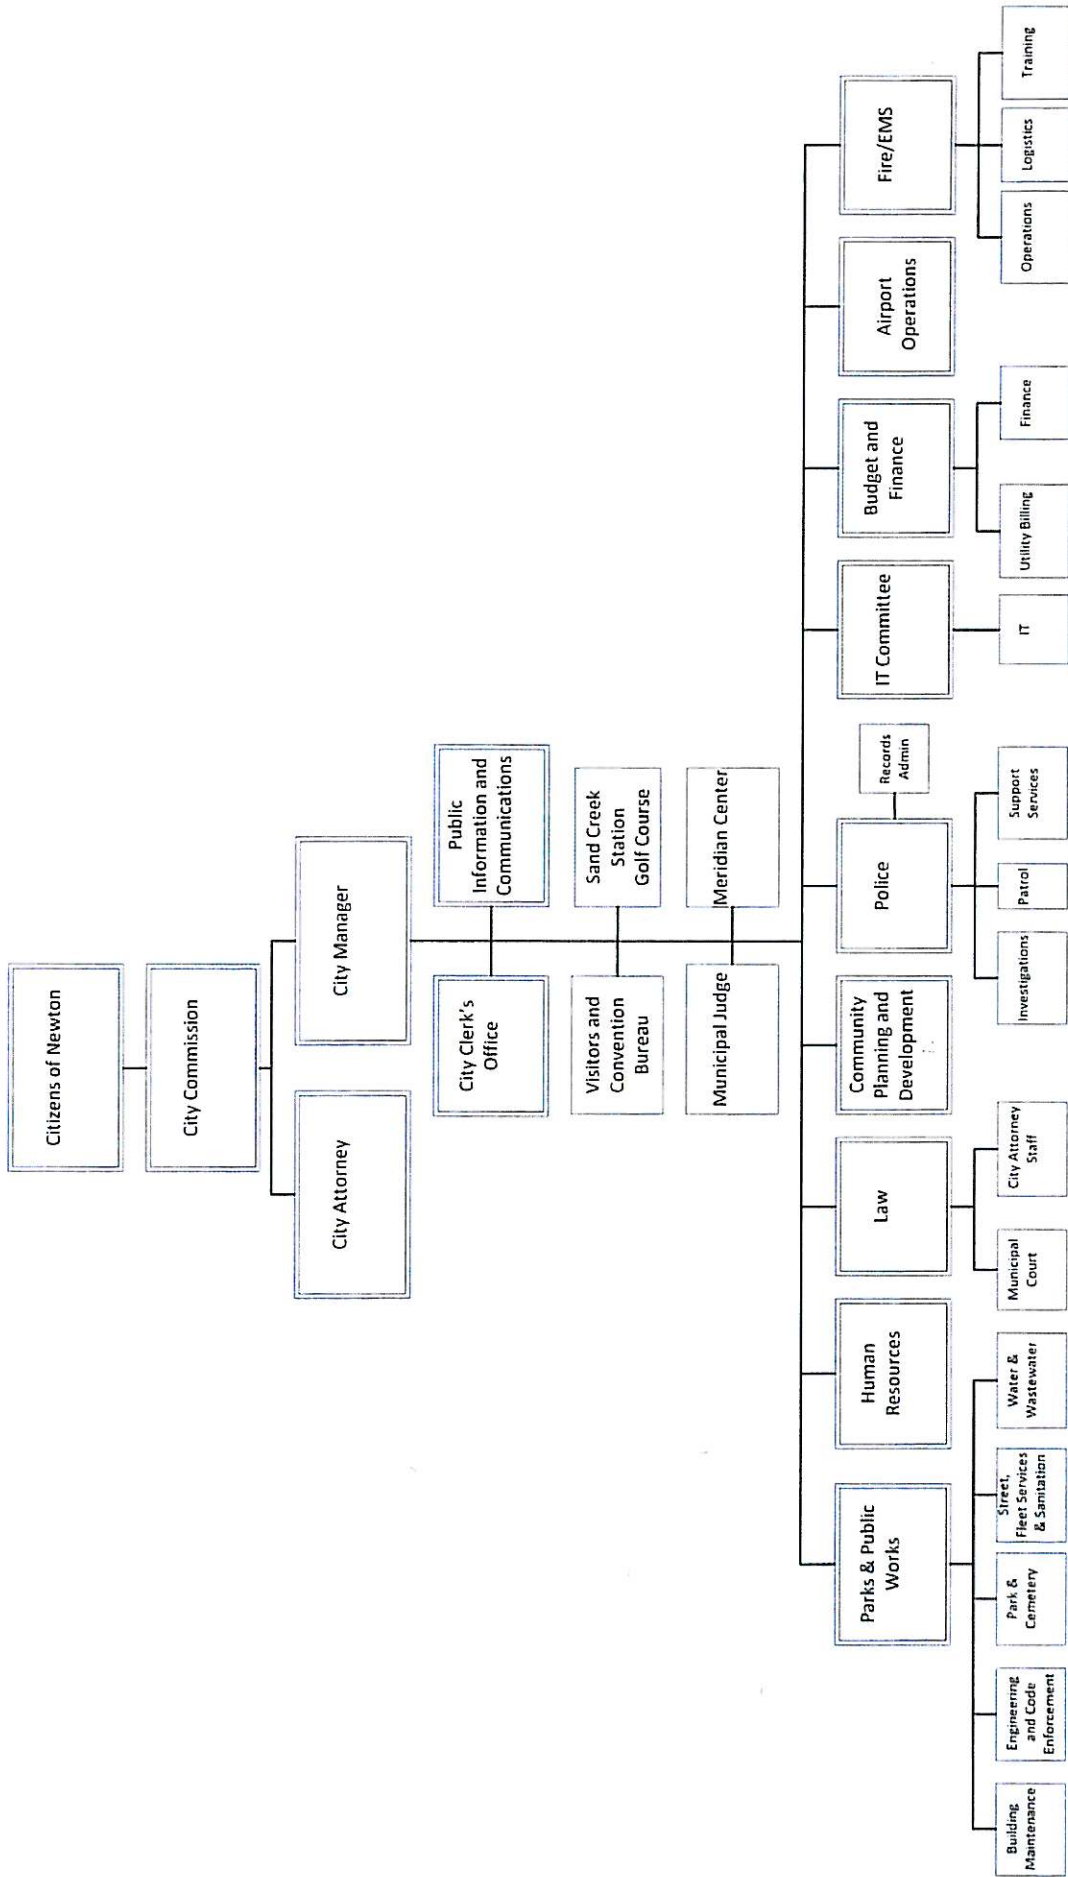 Citizens of Newton
City Commission
City Attorney
City Manager
City Clerk's
Office
Public
Information and
Communications
Visitors and
Convention
Bureau
Sand Creek
Station
Golf Course
Municipal Judge
Meridian Center
Parks & Public
Works
Human
Resources
Law
Community
Planning and
Development
Police
Records
Admin
IT Committee
Budget and
Finance
Airport
Operations
Fire/EMS
Building
Maintenance
Engineering
and Code
Enforcement
Park &
Cemetery
Street,
Fleet Services
& Sanitation
Water &
Wastewater
Municipal
Court
City Attorney
Staff
Investigations
Patrol
Support
Services
IT
Utility Billing
Finance
Operations
Logistics
Training